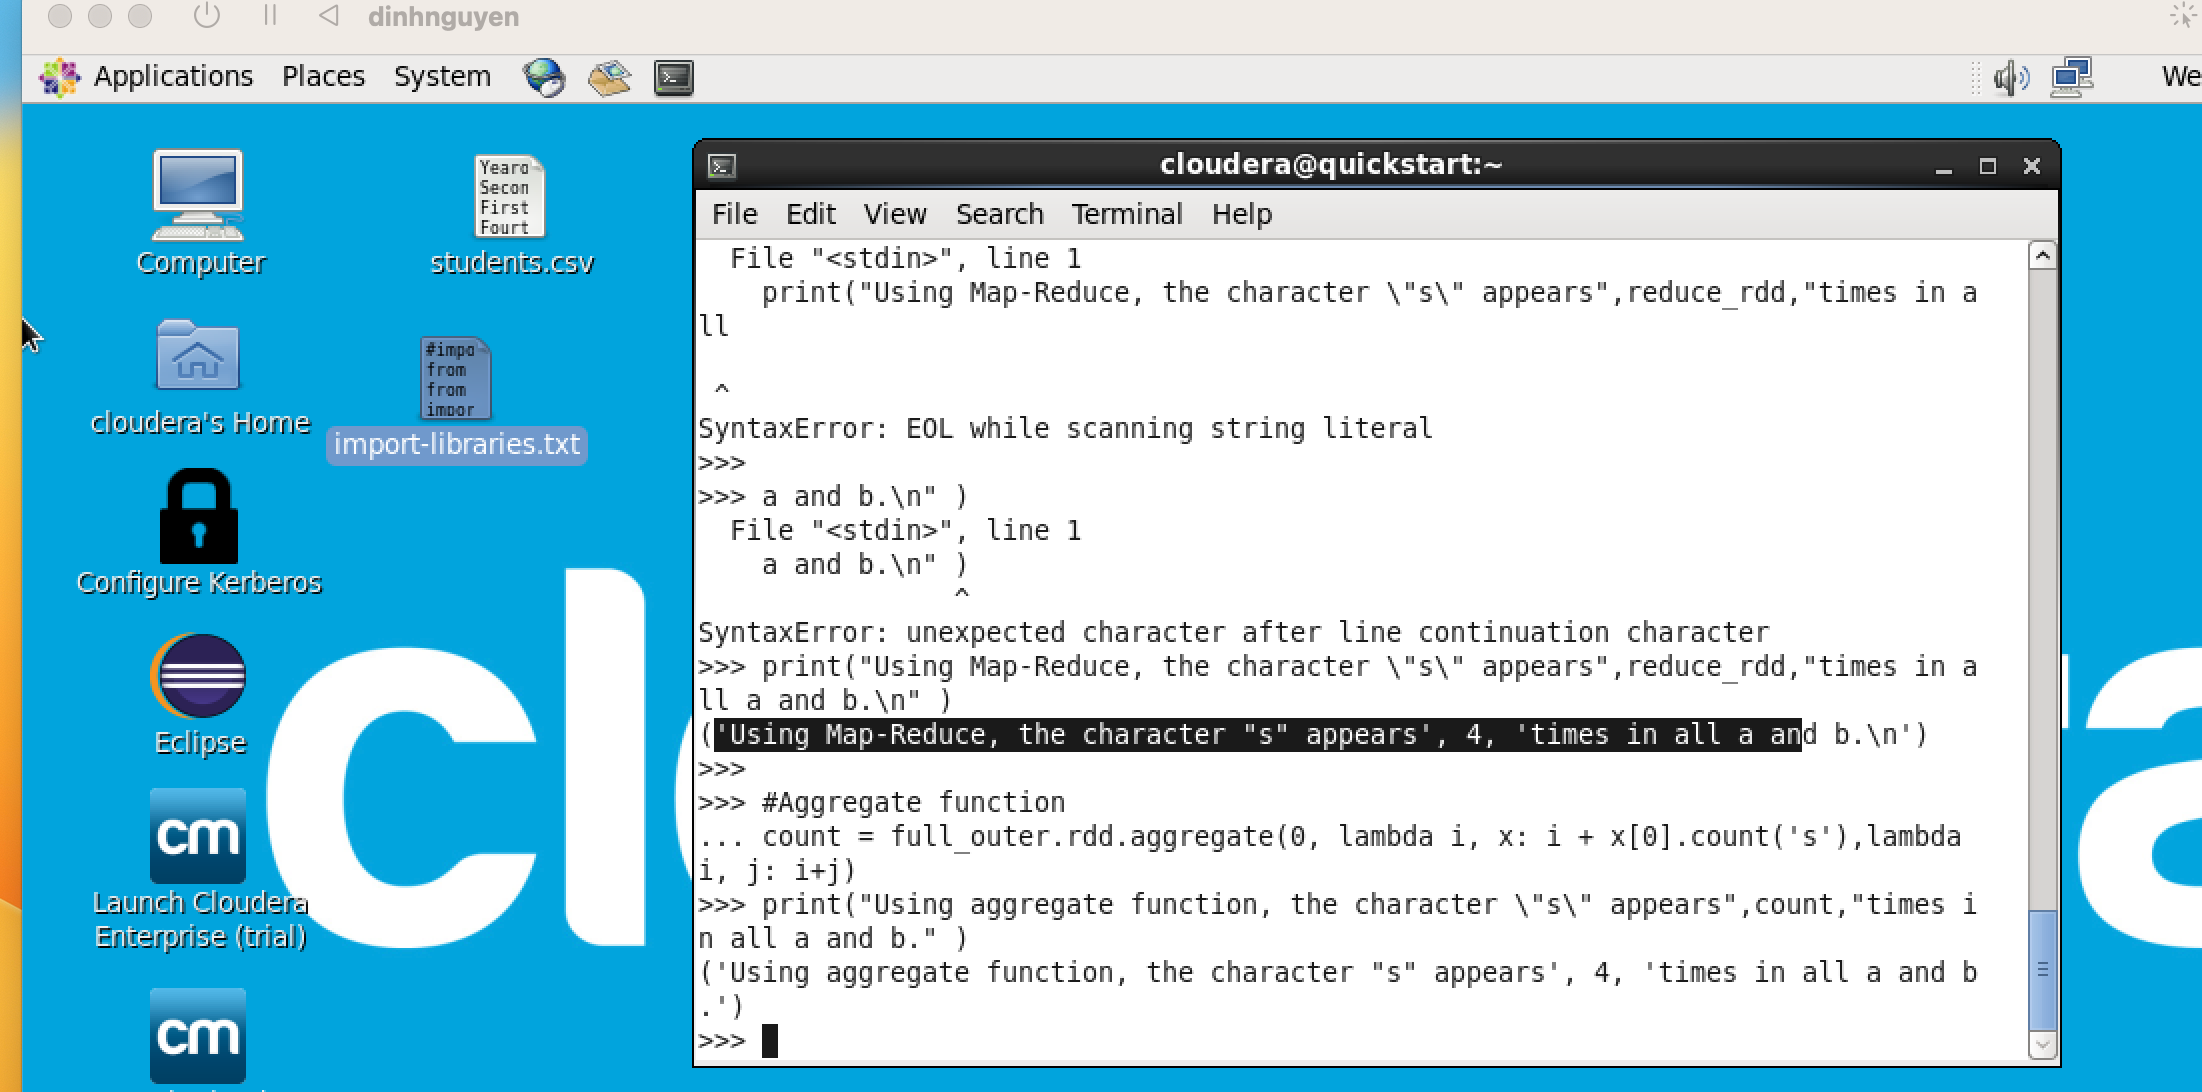 dinhnguyen
Applications Places System
We
Yearo
Secon
First
Fourt
Computer
students.csv
#impo
from
from
impor
cloudera's Home
import-libraries.txt
Configure Kerberos
Eclipse
cm
Launch Cloudera
Enterprise (trial)
cm
cl
a
cloudera@quickstart:~
File Edit View Search Terminal Help
  File "<stdin>", line 1
    print("Using Map-Reduce, the character \"s\" appears",reduce_rdd,"times in a
ll

 ^
SyntaxError: EOL while scanning string literal
>>>
>>> a and b.\n" )
  File "<stdin>", line 1
    a and b.\n" )
                ^
SyntaxError: unexpected character after line continuation character
>>> print("Using Map-Reduce, the character \"s\" appears",reduce_rdd,"times in a
ll a and b.\n" )
('Using Map-Reduce, the character "s" appears', 4, 'times in all a and b.\n')
>>>
>>> #Aggregate function
... count = full_outer.rdd.aggregate(0, lambda i, x: i + x[0].count('s'),lambda
i, j: i+j)
>>> print("Using aggregate function, the character \"s\" appears",count,"times i
n all a and b." )
('Using aggregate function, the character "s" appears', 4, 'times in all a and b
.')
>>>